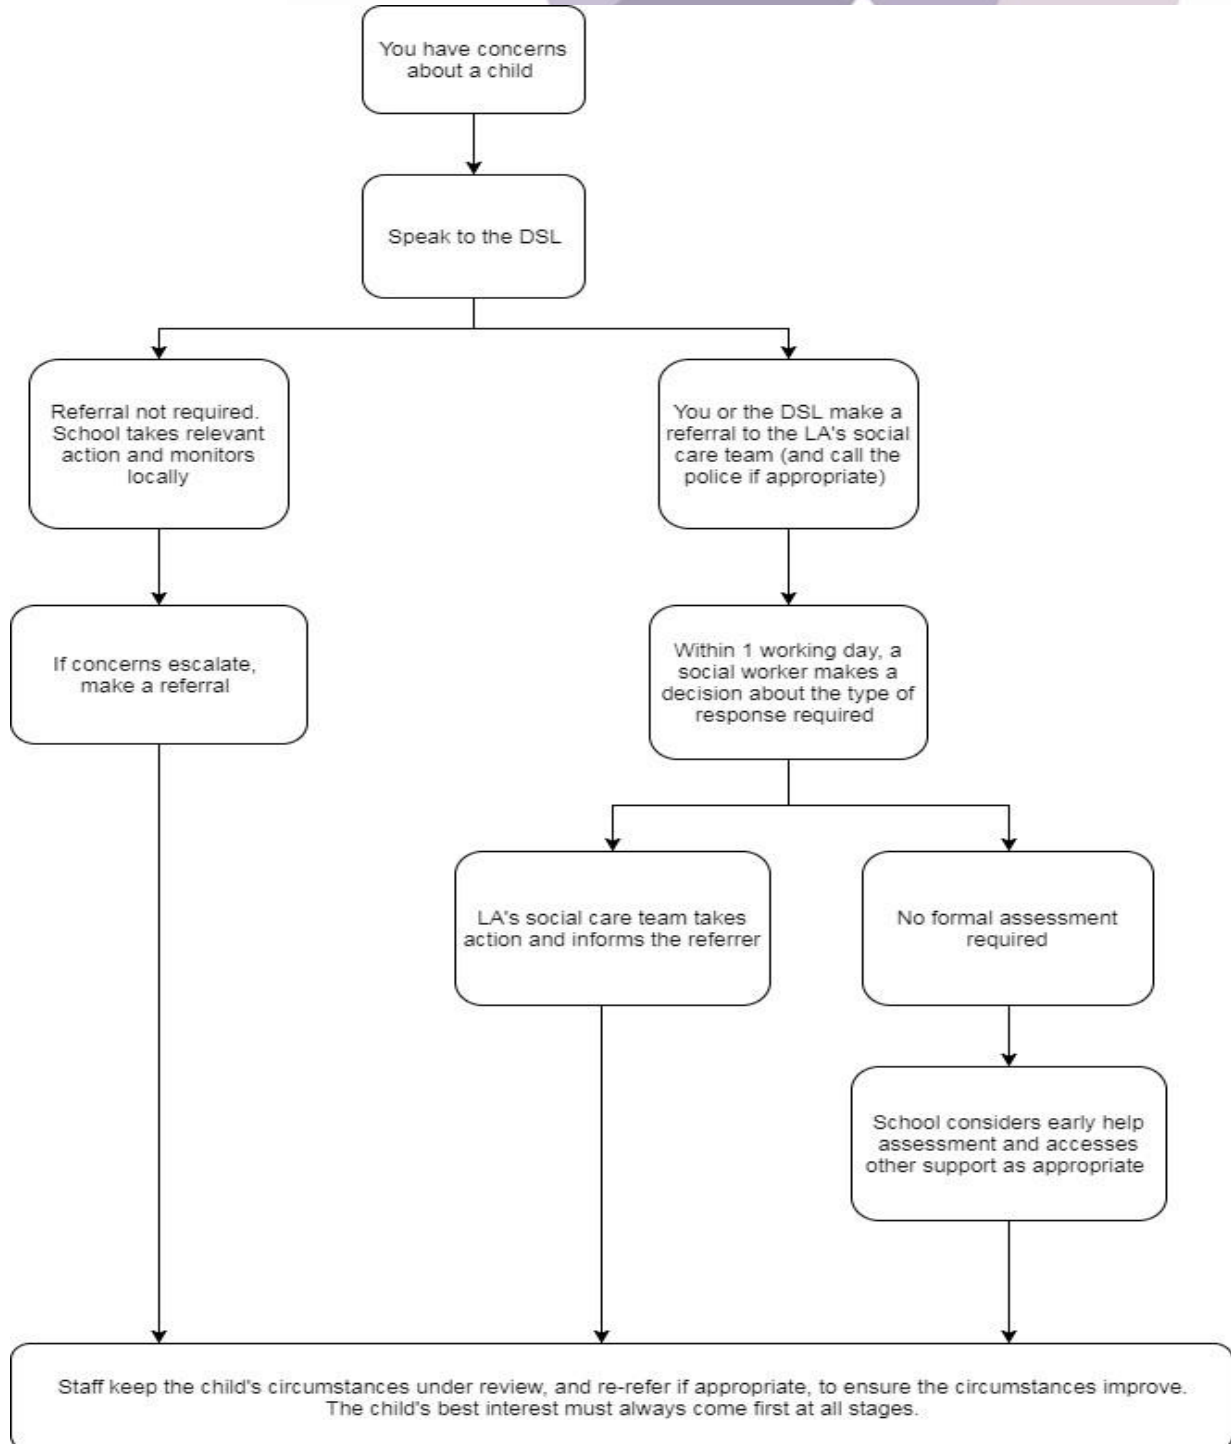 You have concerns
about a child
Speak to the DSL
Referral not required.
School takes relevant
action and monitors
locally
You or the DSL make a
referral to the LA's social
care team (and call the
police if appropriate)
If concerns escalate,
make a referral
Within 1 working day, a
social worker makes a
decision about the type of
response required
LA's social care team takes
action and informs the referrer
No formal assessment
required
School considers early help
assessment and accesses
other support as appropriate
Staff keep the child's circumstances under review, and re-refer if appropriate, to ensure the circumstances improve.
The child's best interest must always come first at all stages.